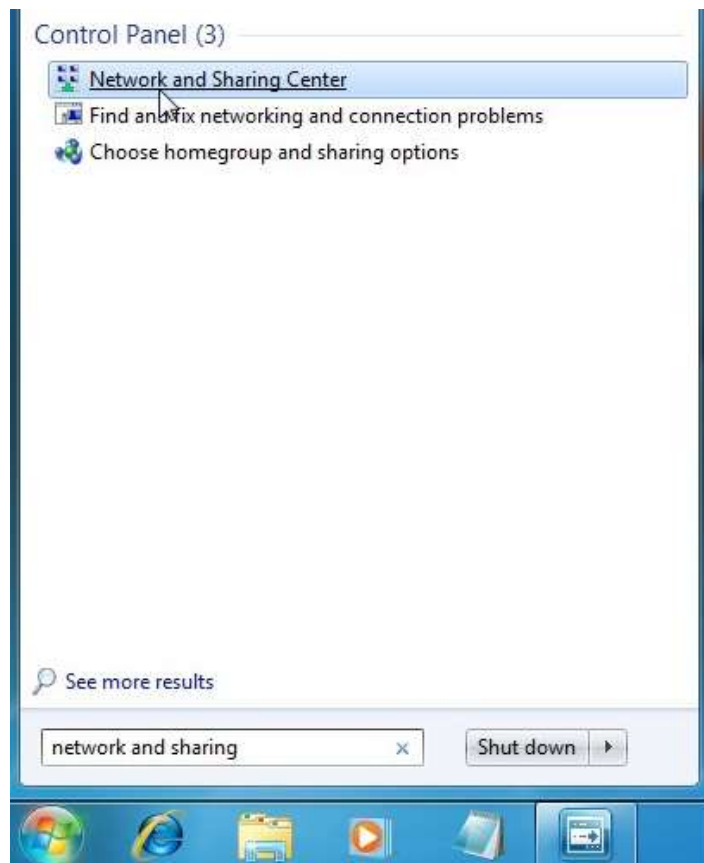 Control Panel (3)
Network and Sharing Center
Find and fix networking and connection problems
Choose homegroup and sharing options
See more results
network and sharing
Shut down